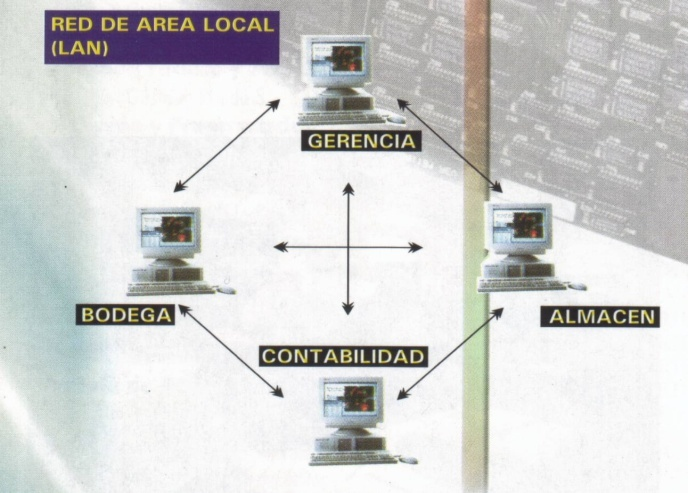 RED DE AREA LOCAL
(LAN)
GERENCIA
BODEGA
ALMACEN
CONTABILIDAD